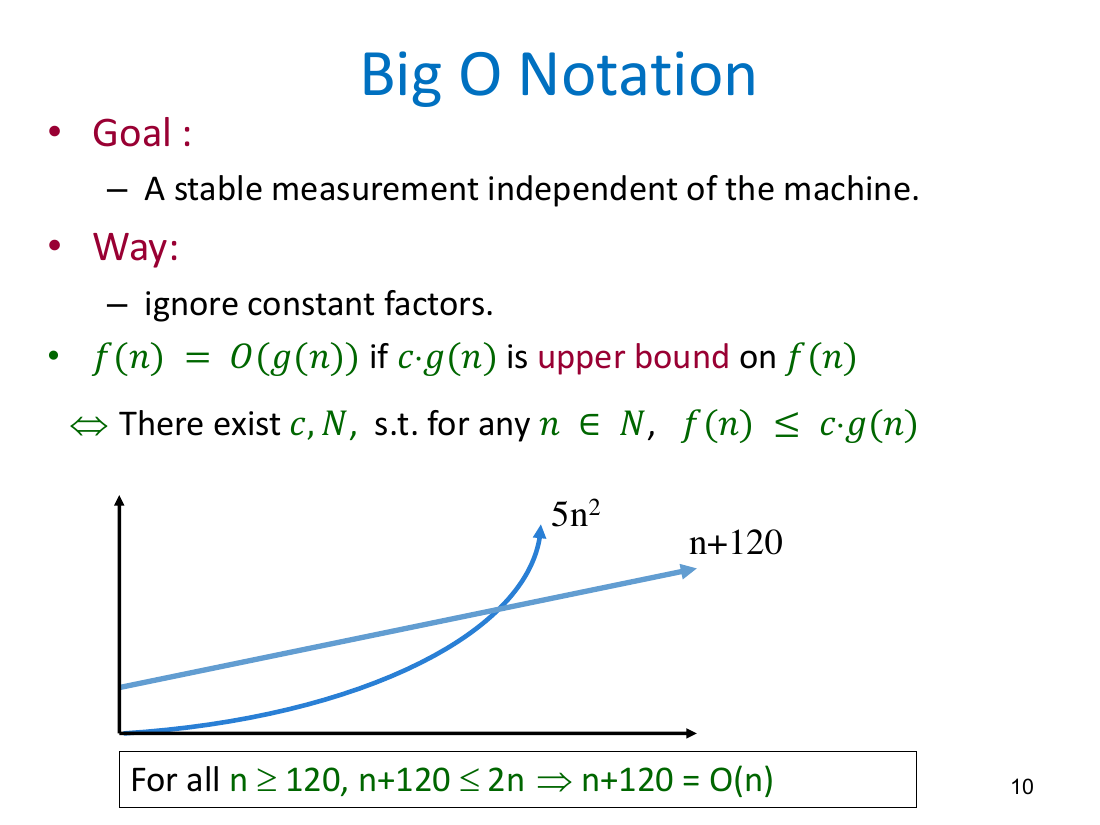 Big O Notation
• Goal :
– A stable measurement independent of the machine.
• Way:
– ignore constant factors.
• f(n) = O(g(n)) if c·g(n) is upper bound on f(n)
⇔ There exist c, N, s.t. for any n ∈ N, f(n) ≤ c·g(n)
5n²
n+120
For all n ≥ 120, n+120 ≤ 2n ⟹ n+120 = O(n)
10